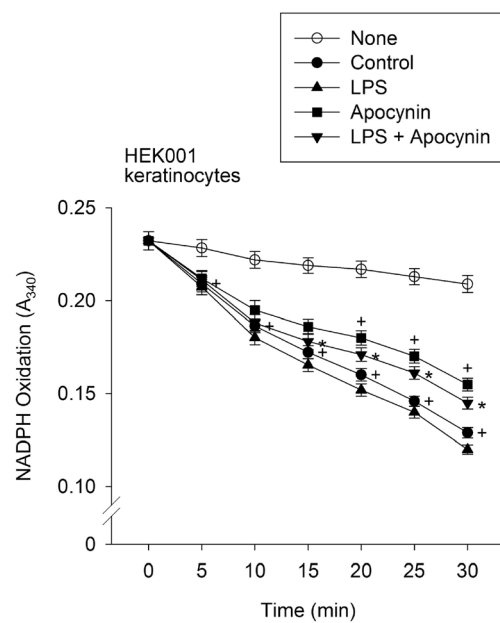 None
Control
LPS
Apocynin
LPS + Apocynin
HEK001
keratinocytes
NADPH Oxidation (A340)
0.25
0.20
0.15
0.10
0
+
+
+
*
+
*
+
+
*
+
+
*
+
0 5 10 15 20 25 30
Time (min)